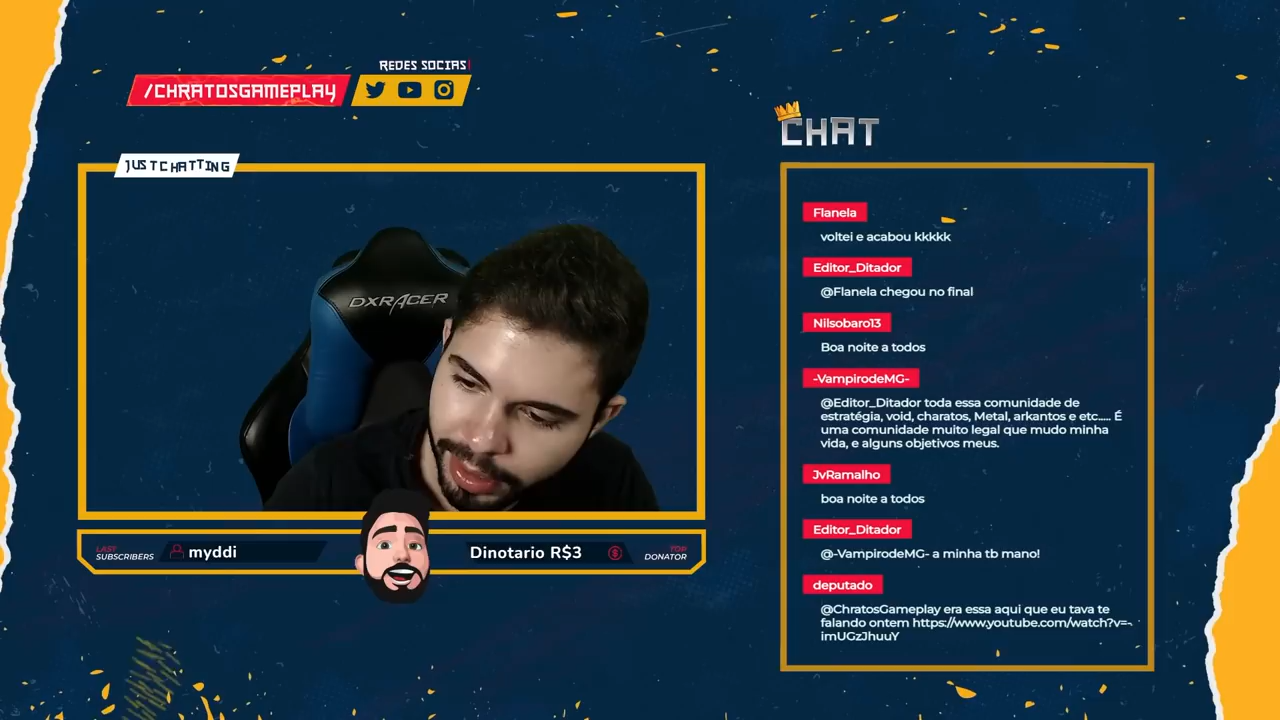 REDES SOCIAS
/CHRATOSGAMEPLAY
CHAT
JUST CHATTING
DXRACER
Flanela
voltei e acabou kkkkk
Editor_Ditador
@Flanela chegou no final
Nilsobaro13
Boa noite a todos
-VampirodeMG-
@Editor_Ditador toda essa comunidade de
estratégia, void, charatos, Metal, arkantos e etc..... É
uma comunidade muito legal que mudo minha
vida, e alguns objetivos meus.
JvRamalho
boa noite a todos
Editor_Ditador
@-VampirodeMG- a minha tb mano!
deputado
@ChratosGameplay era essa aqui que eu tava te
falando ontem https://www.youtube.com/watch?v=-
imUGzJhuuY
LAST
SUBSCRIBERS
myddi
Dinotario R$3
TOP
DONATOR